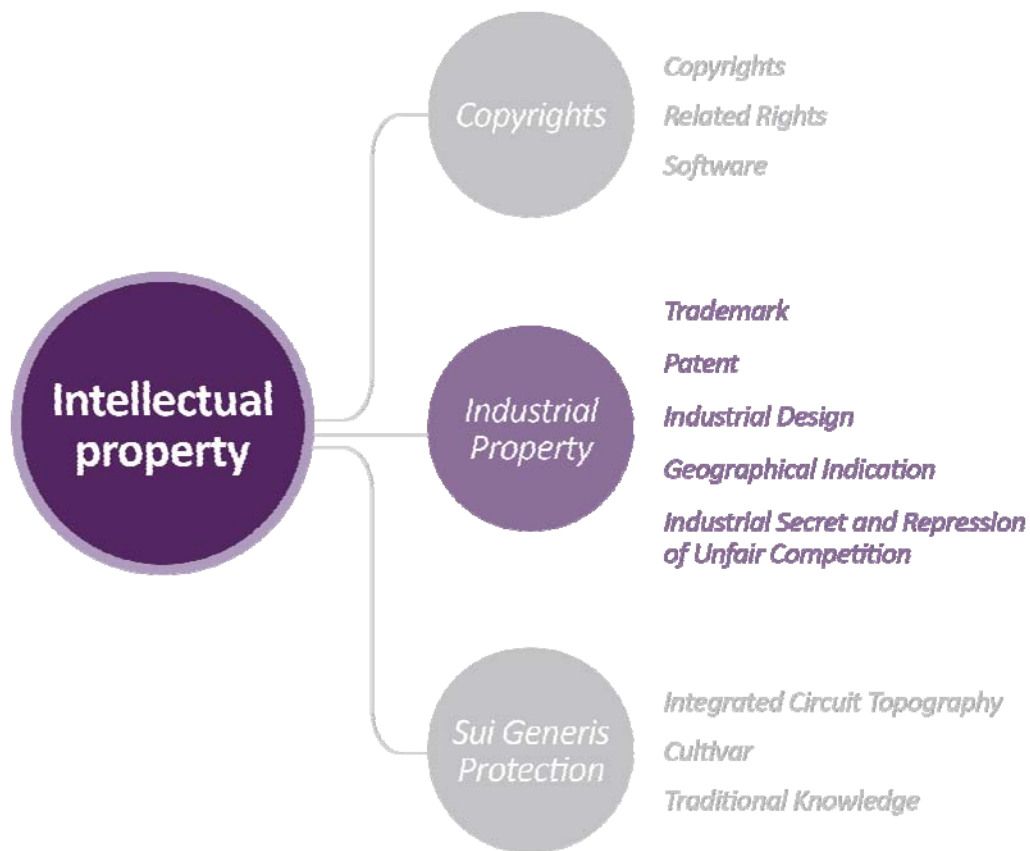 Intellectual
property
Copyrights
Copyrights
Related Rights
Software
Industrial
Property
Trademark
Patent
Industrial Design
Geographical Indication
Industrial Secret and Repression
of Unfair Competition
Sui Generis
Protection
Integrated Circuit Topography
Cultivar
Traditional Knowledge